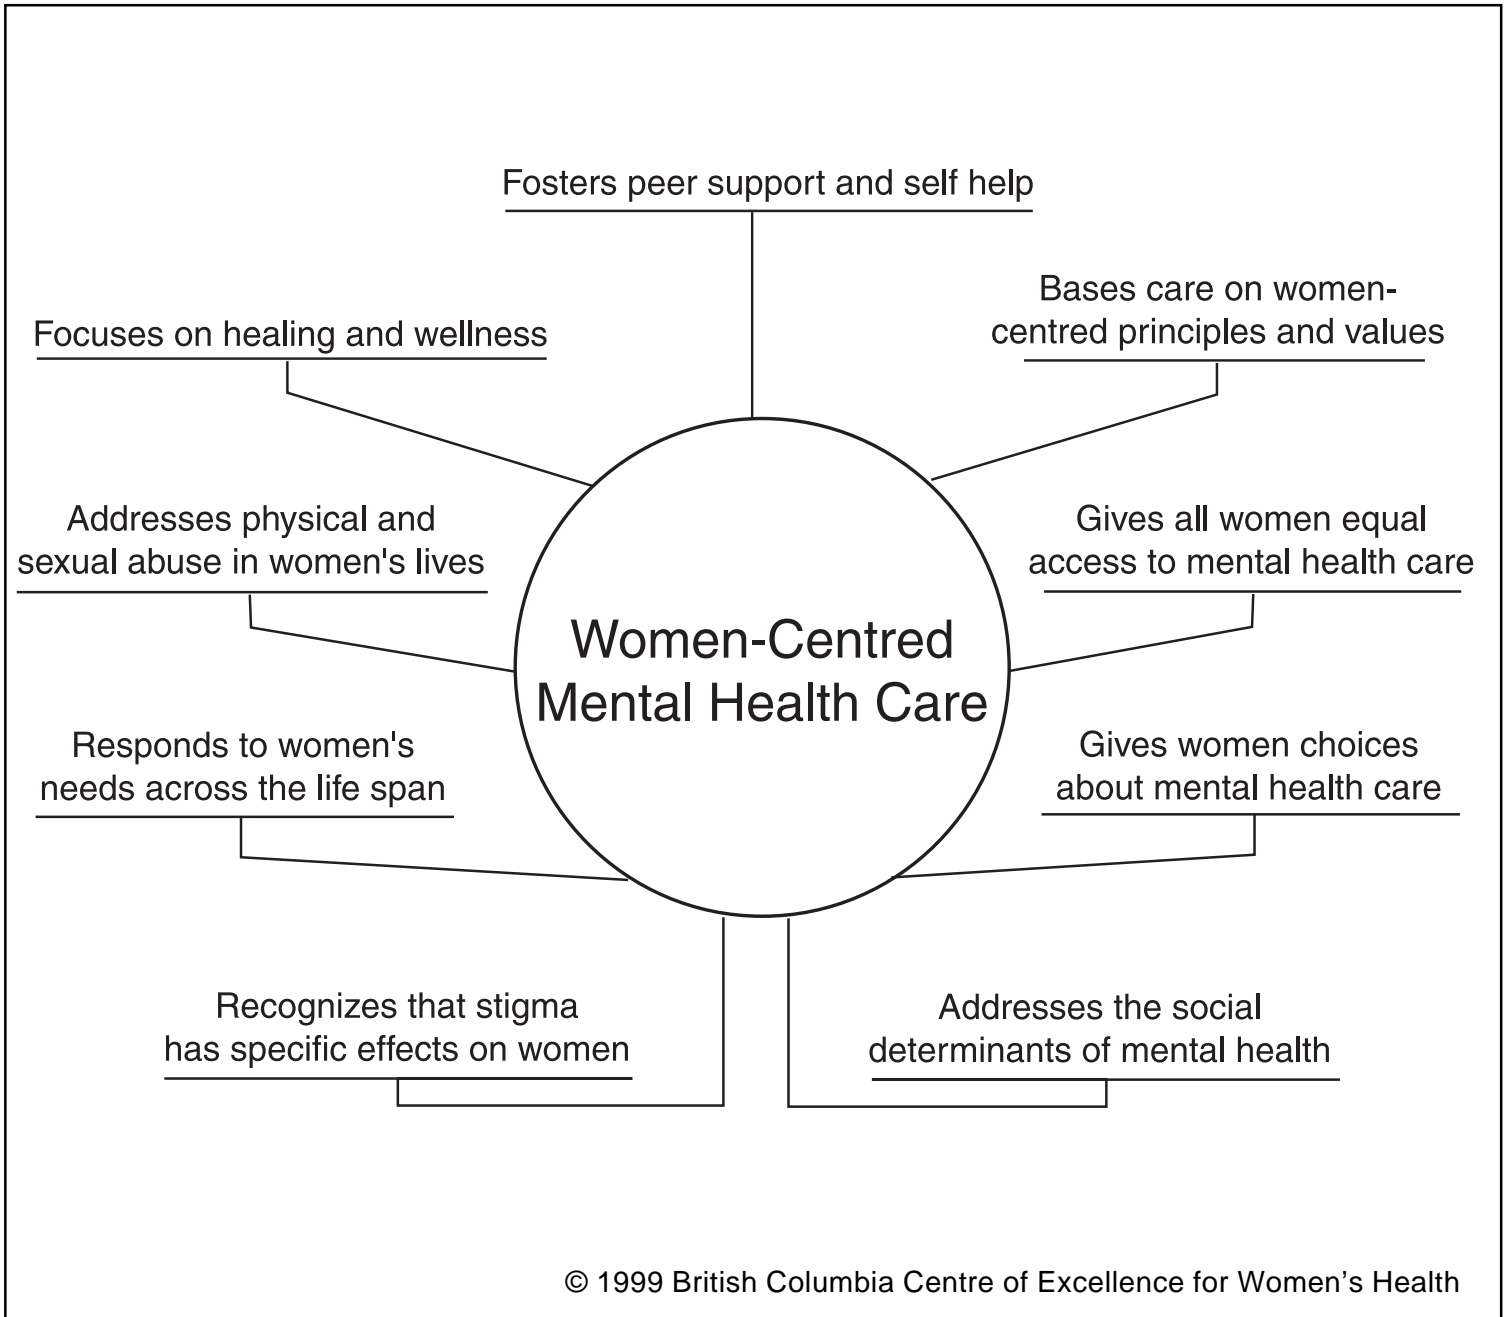 Fosters peer support and self help
Bases care on women-
centred principles and values
Focuses on healing and wellness
Addresses physical and
sexual abuse in women's lives
Gives all women equal
access to mental health care
Women-Centred
Mental Health Care
Responds to women's
needs across the life span
Gives women choices
about mental health care
Recognizes that stigma
has specific effects on women
Addresses the social
determinants of mental health
© 1999 British Columbia Centre of Excellence for Women’s Health